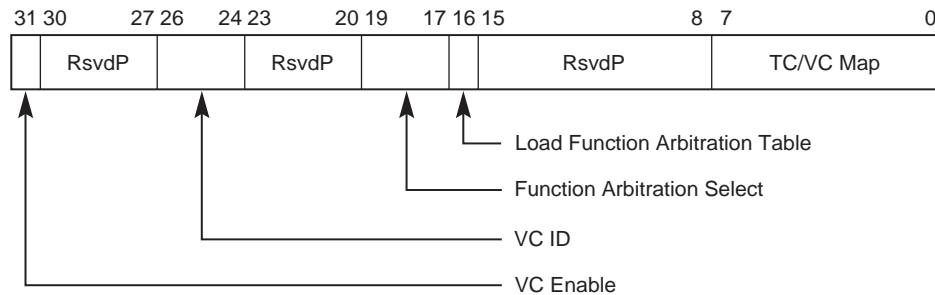 31 30 27 26 24 23 20 19 17 16 15 8 7 0
RsvdP RsvdP RsvdP TC/VC Map
Load Function Arbitration Table
Function Arbitration Select
VC ID
VC Enable